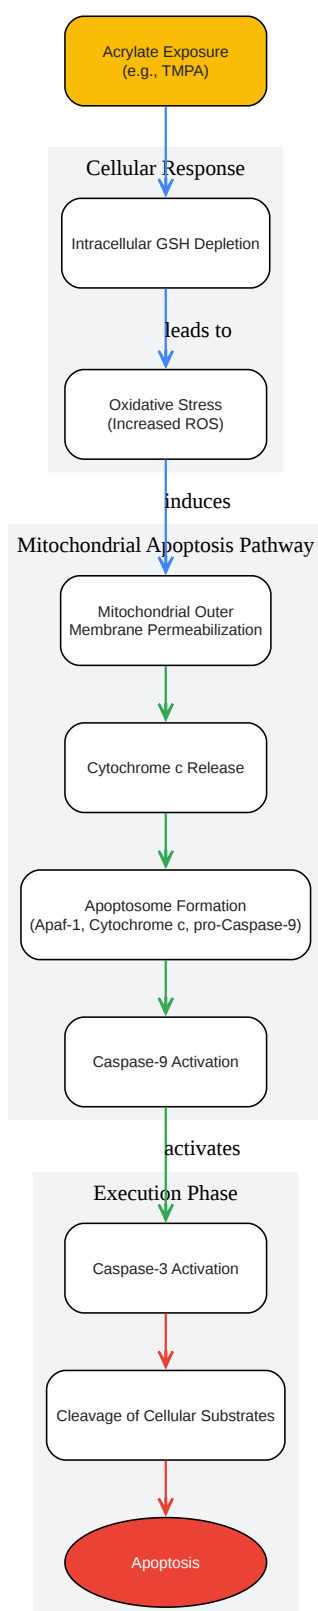 Acrylate Exposure
(e.g., TMPA)
Cellular Response
Intracellular GSH Depletion
leads to
Oxidative Stress
(Increased ROS)
induces
Mitochondrial Apoptosis Pathway
Mitochondrial Outer
Membrane Permeabilization
Cytochrome c Release
Apoptosome Formation
(Apaf-1, Cytochrome c, pro-Caspase-9)
Caspase-9 Activation
activates
Execution Phase
Caspase-3 Activation
Cleavage of Cellular Substrates
Apoptosis